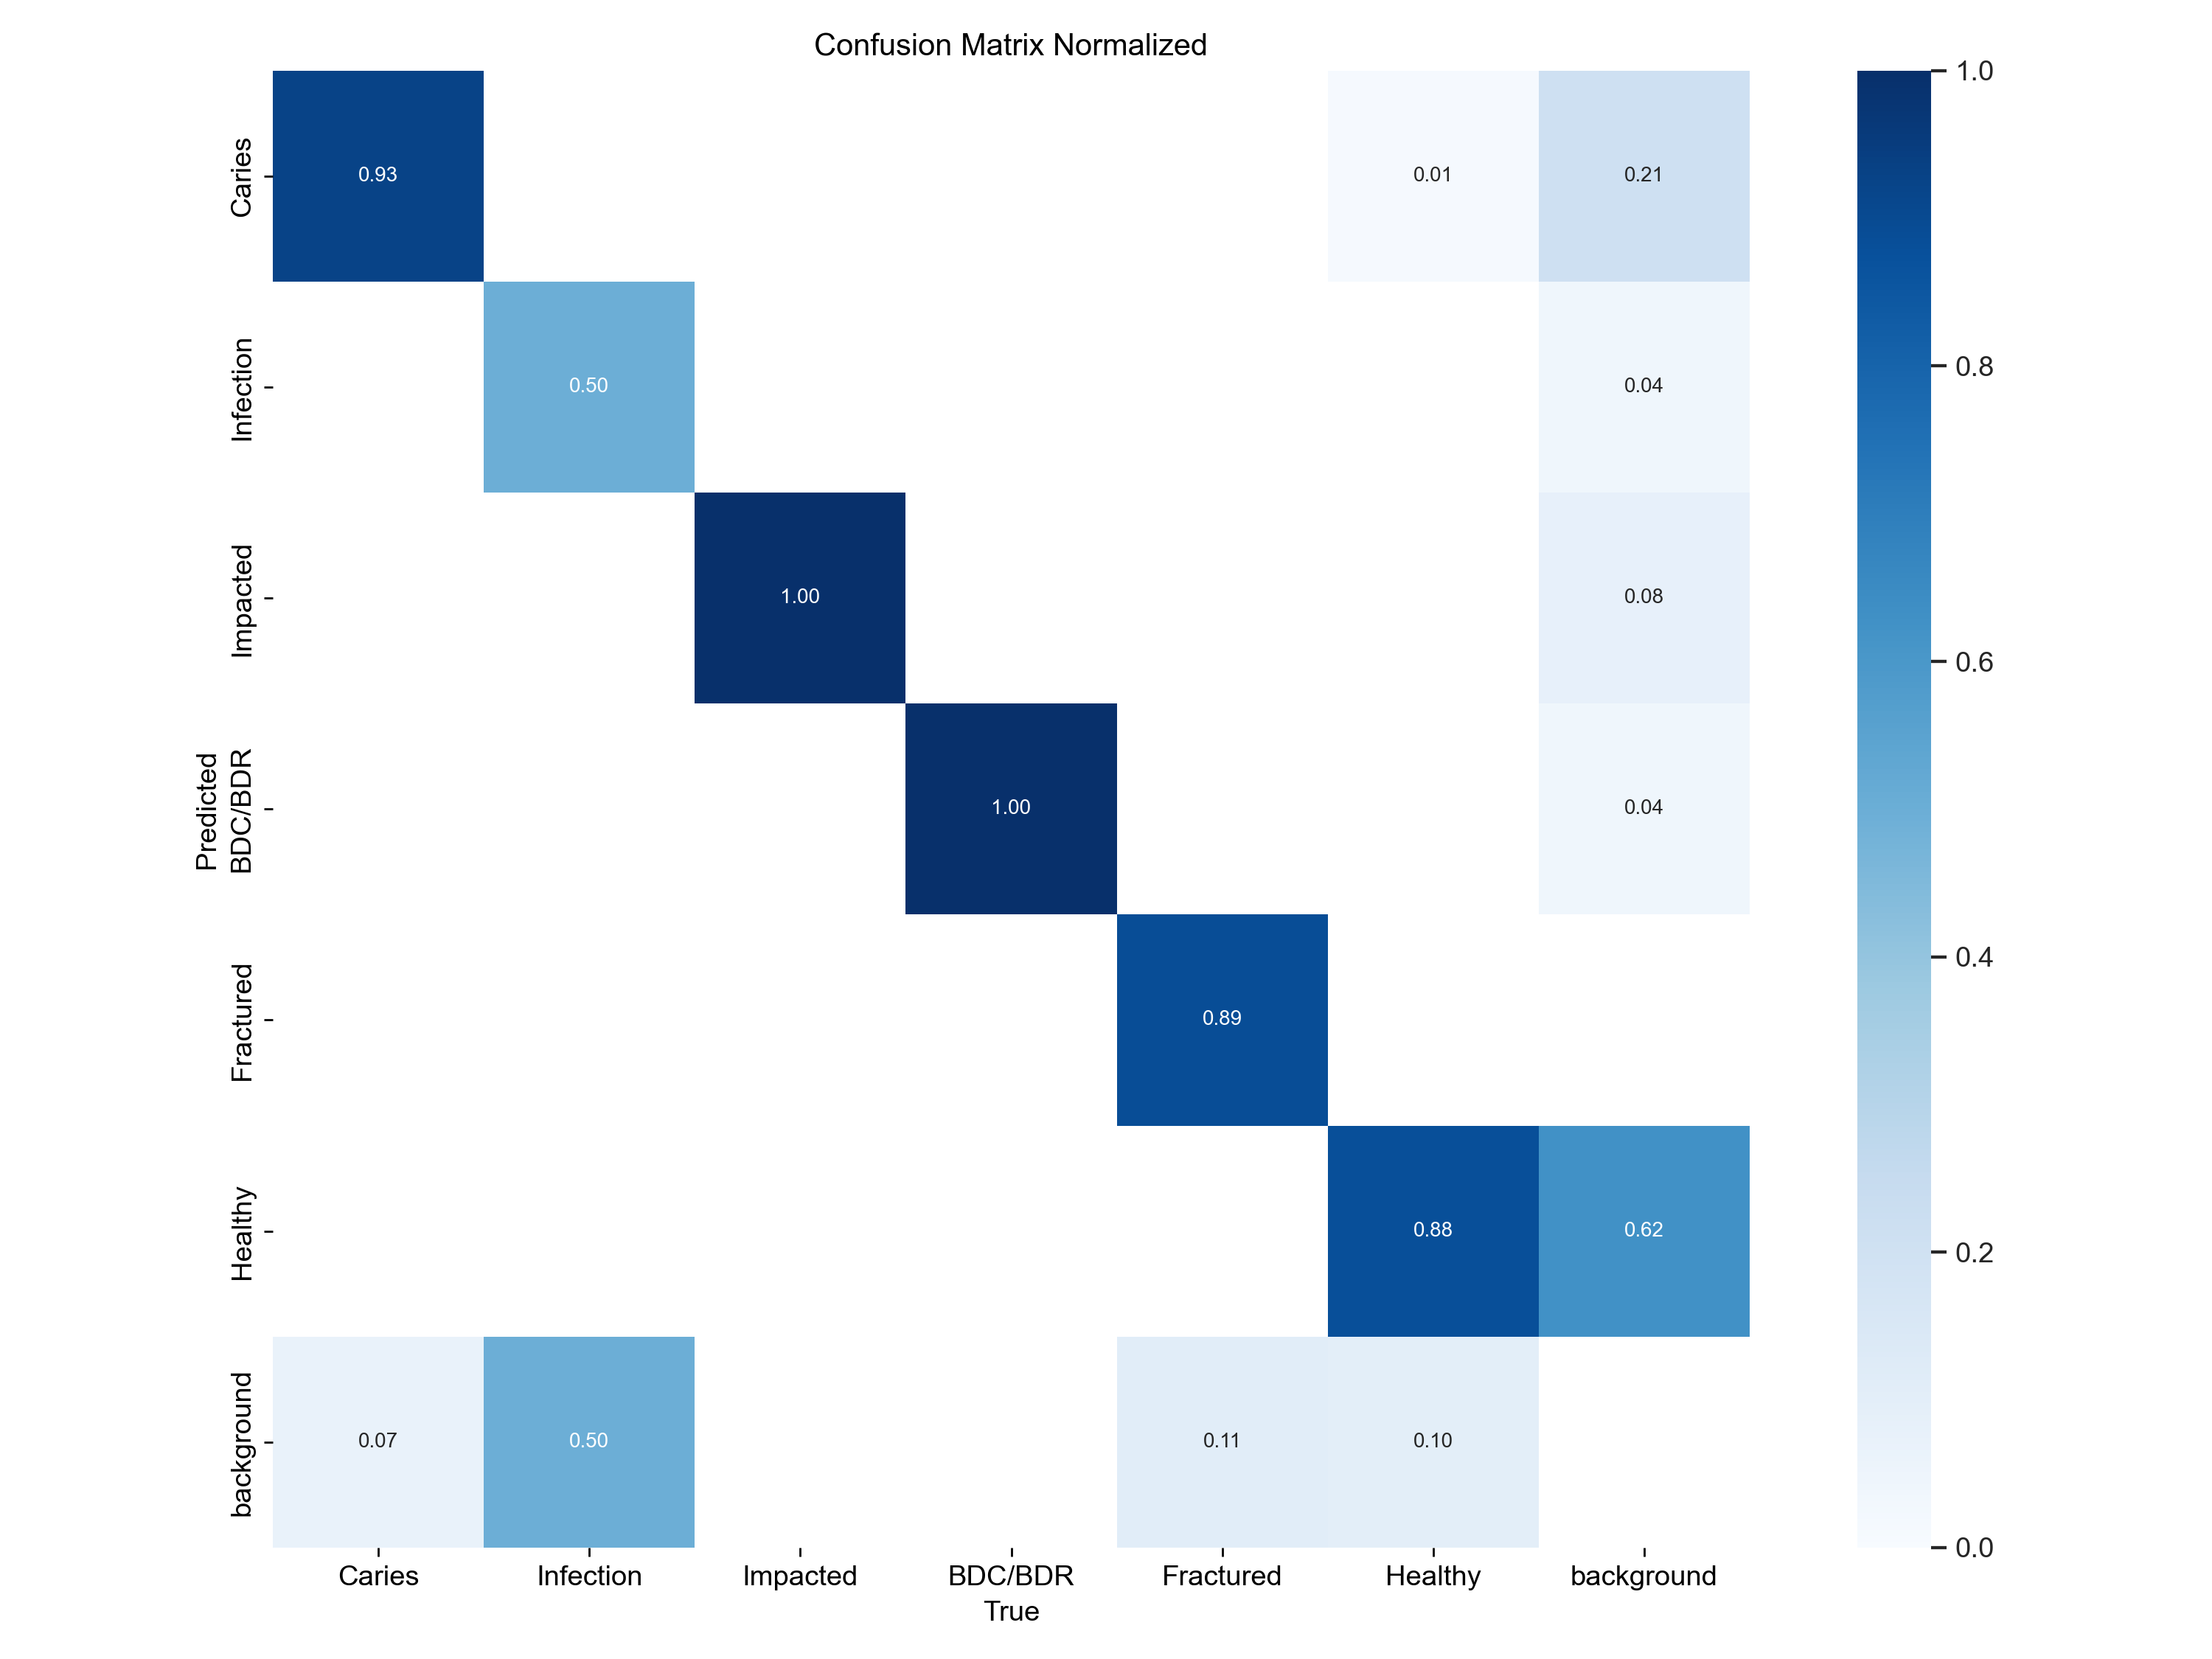 Confusion Matrix Normalized
Caries
0.93
0.01
0.21
1.0
Infection
0.50
0.04
0.8
Impacted
1.00
0.08
0.6
Predicted
BDC/BDR
1.00
0.04
0.4
Fractured
0.89
Healthy
0.88
0.62
0.2
background
0.07
0.50
0.11
0.10
0.0
Caries
Infection
Impacted
BDC/BDR
Fractured
Healthy
background
True